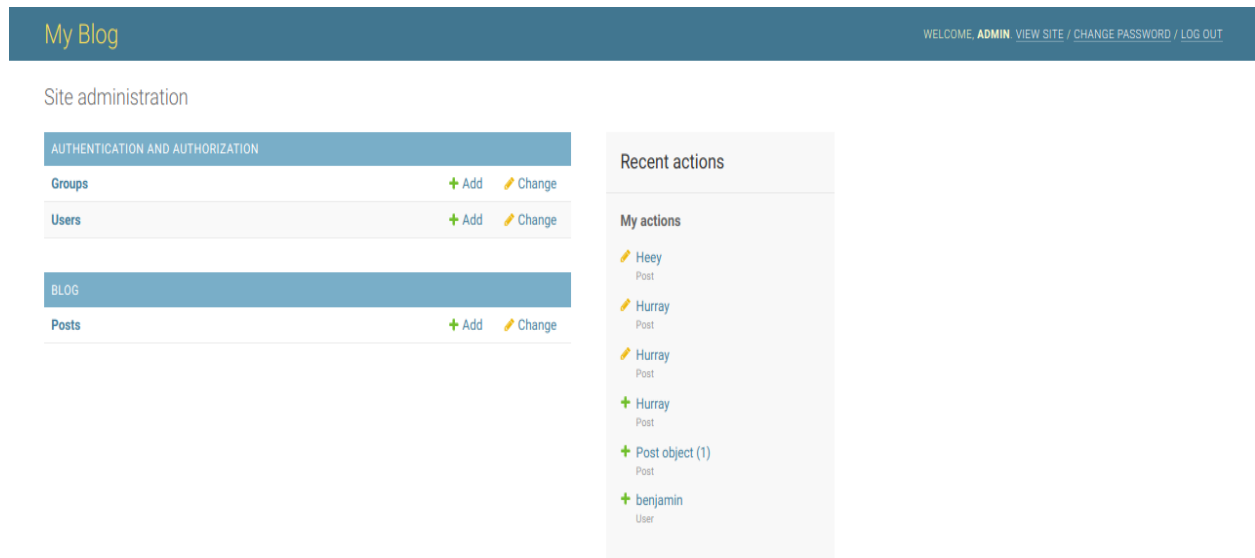 My Blog
WELCOME, ADMIN. VIEW SITE / CHANGE PASSWORD / LOG OUT
Site administration
AUTHENTICATION AND AUTHORIZATION
Groups + Add Change
Users + Add Change
BLOG
Posts + Add Change
Recent actions
My actions
Heey
Post
Hurray
Post
Hurray
Post
+ Hurray
Post
+ Post object (1)
Post
+ benjamin
User